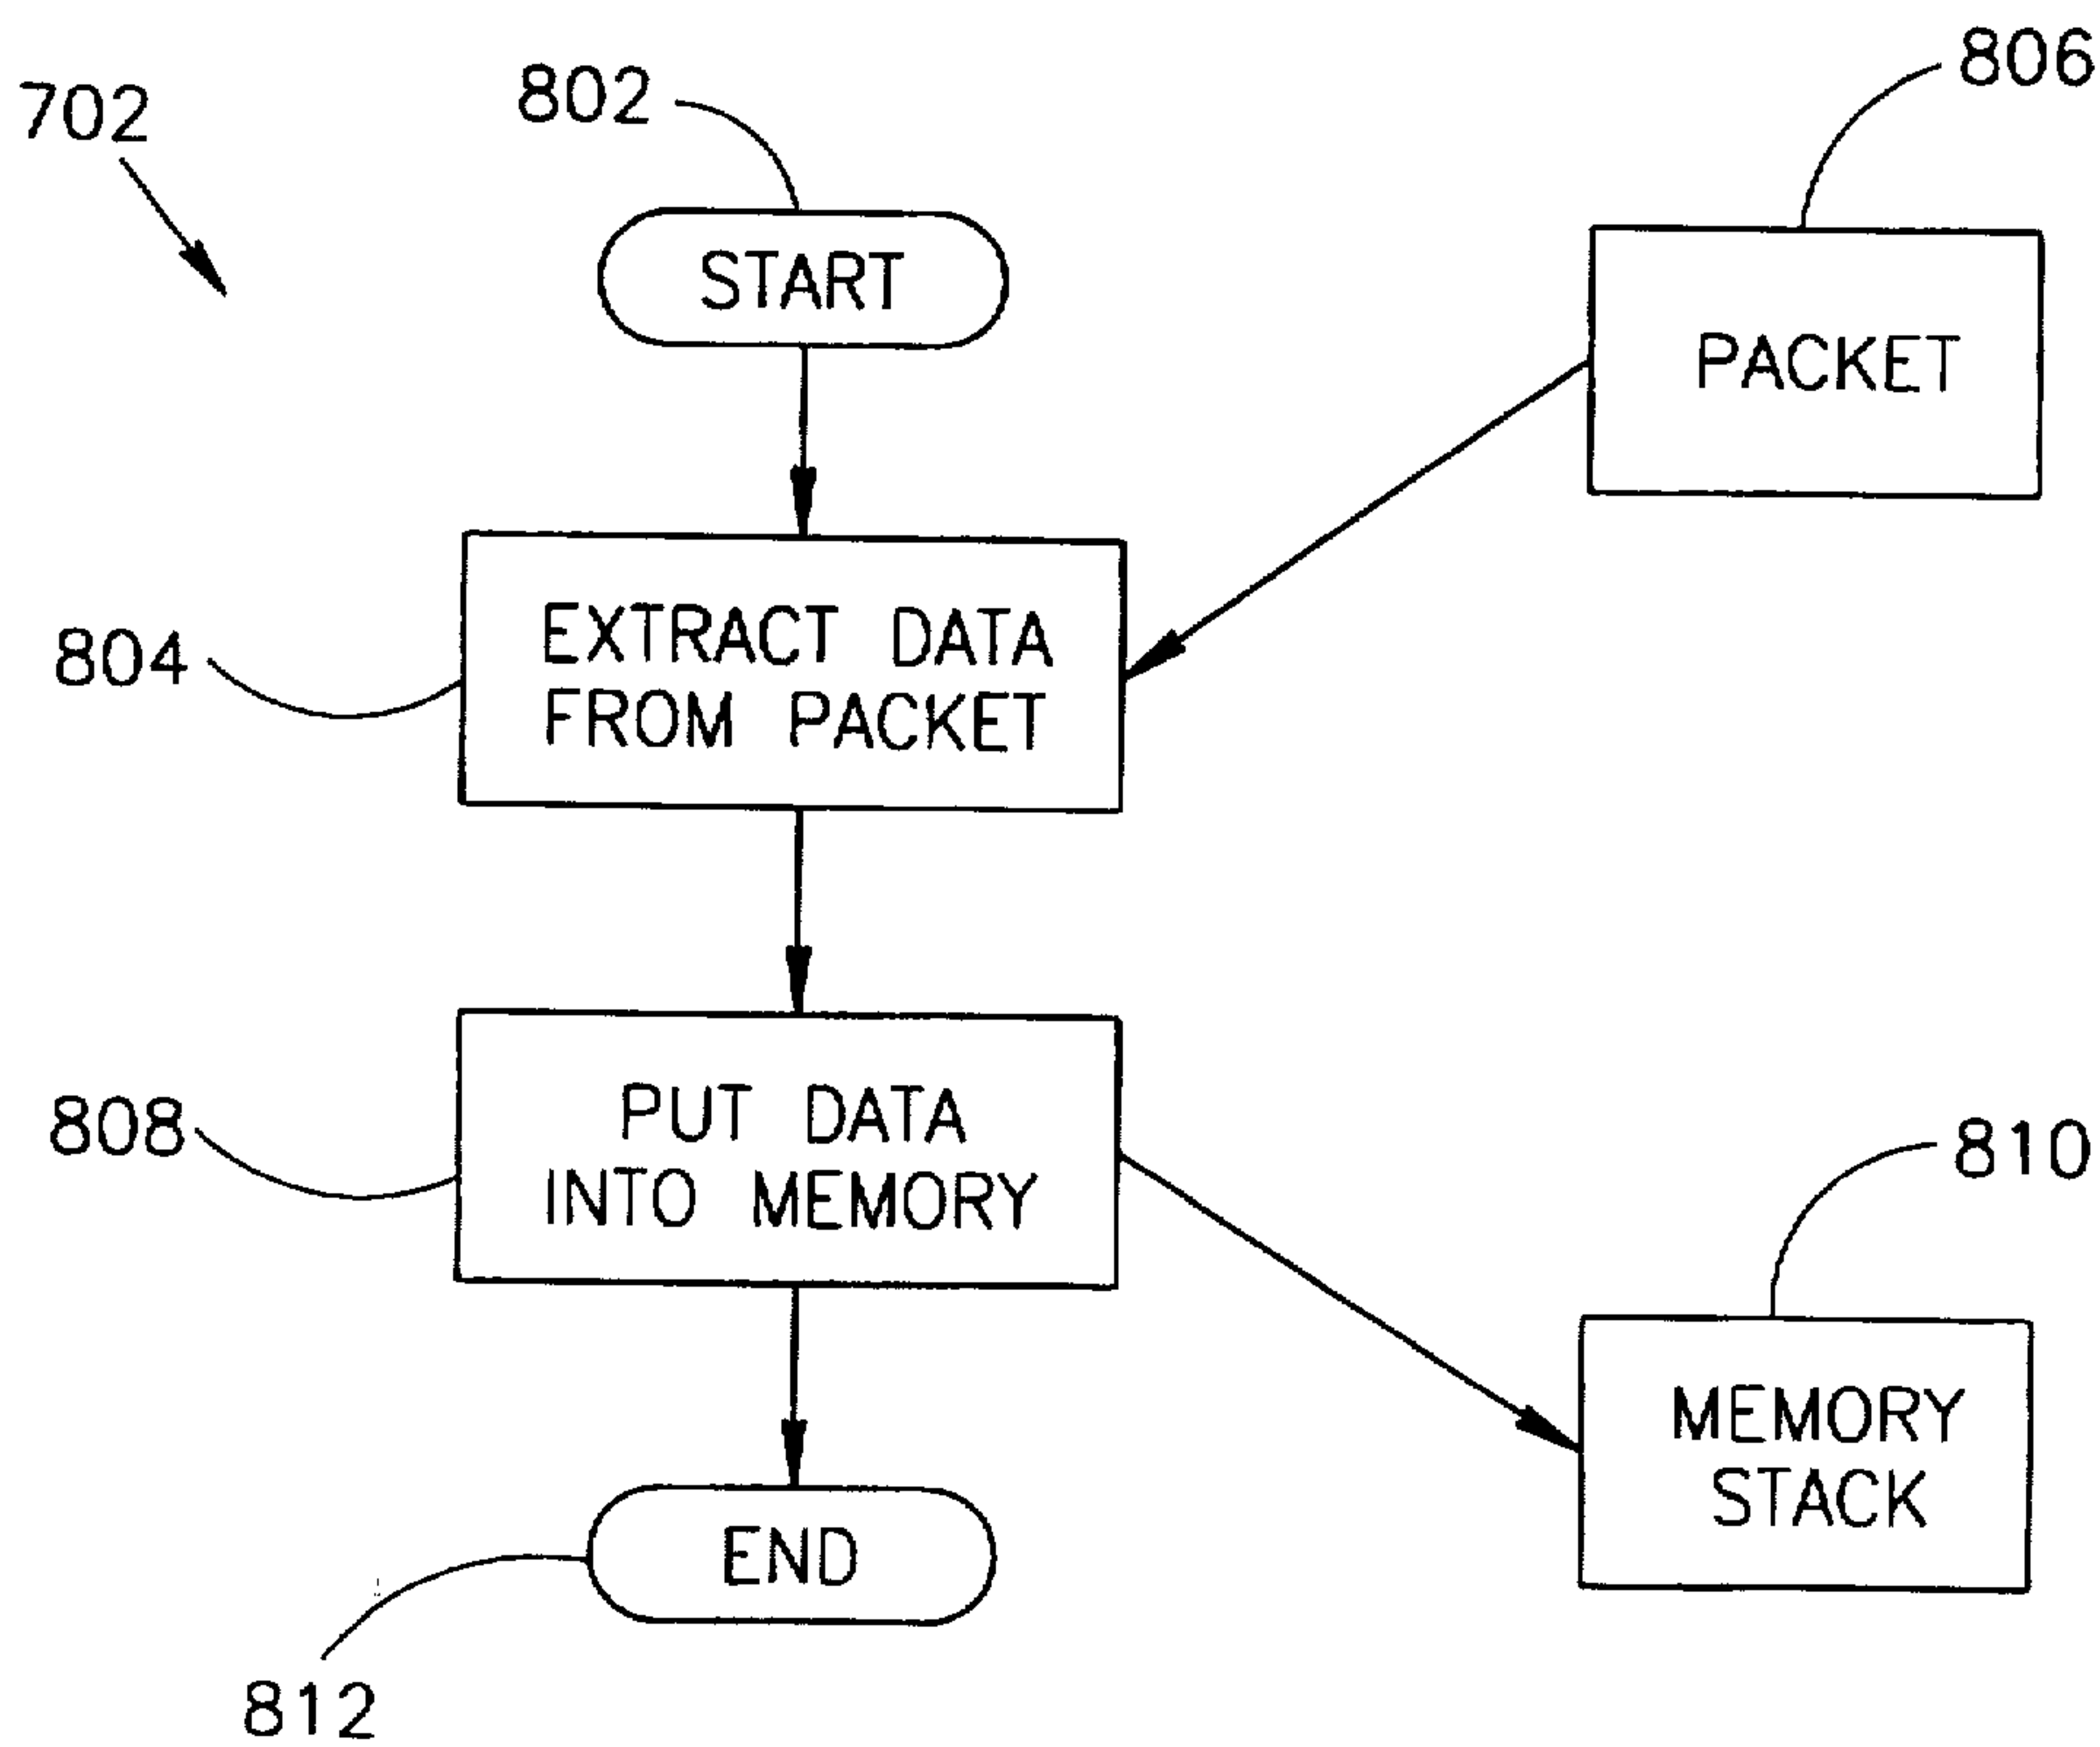 702
802
806
START
PACKET
804
EXTRACT DATA
FROM PACKET
808
PUT DATA
INTO MEMORY
810
MEMORY
STACK
END
812